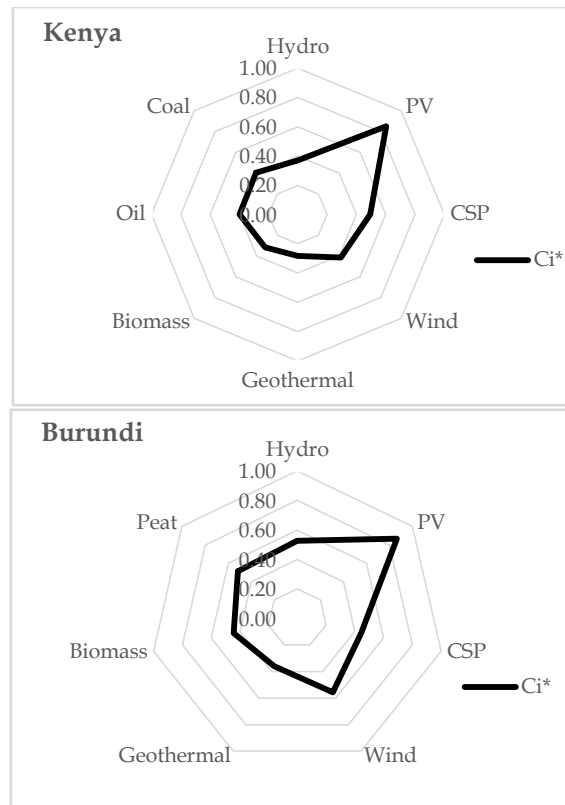 Kenya
Hydro
1.00
0.80
0.60
0.40
0.20
0.00
Coal
PV
Oil
CSP
Ci*
Biomass
Wind
Geothermal
Burundi
Hydro
1.00
0.80
0.60
0.40
0.20
0.00
Peat
PV
Biomass
CSP
Ci*
Geothermal
Wind